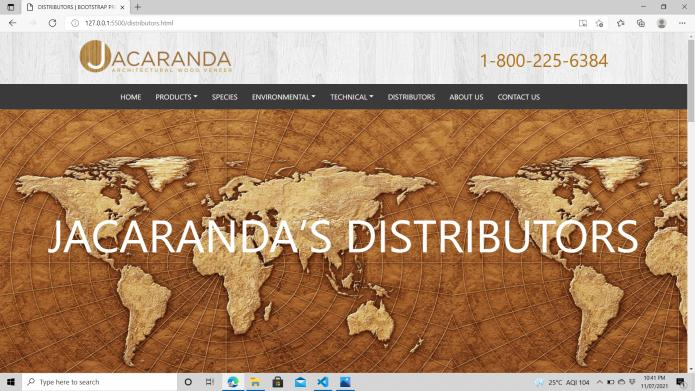 DISTRIBUTORS | BOOTSTRAP PR
127.0.0.1:5500/distributors.html
JACARANDA
ARCHITECTURAL WOOD VENEER
1-800-225-6384
HOME PRODUCTS SPECIES ENVIRONMENTAL TECHNICAL DISTRIBUTORS ABOUT US CONTACT US
JACARANDA'S DISTRIBUTORS
Type here to search
25°C AQI 104
10:41 PM
11/07/2021